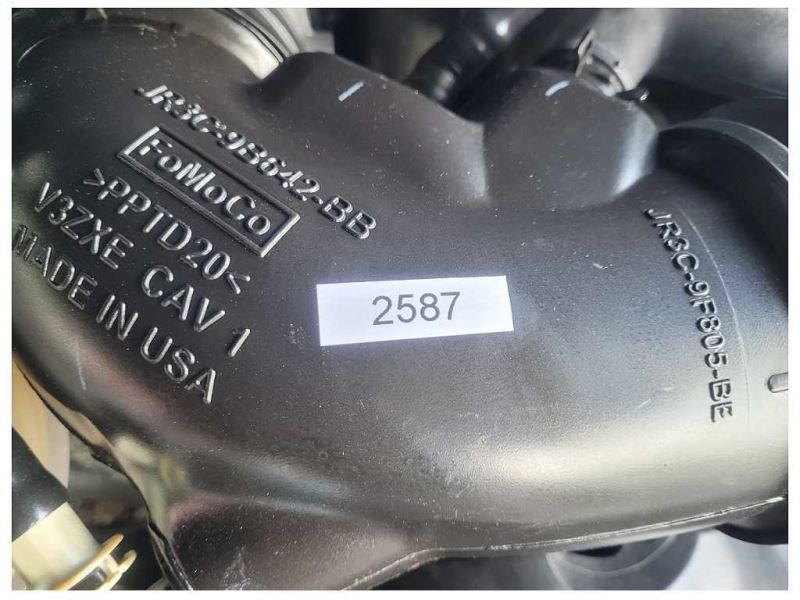 JR3C-9B642-BB
FoMoCo
>PPTD20<
V3ZXE CAV 1
MADE IN USA
2587
JR3C-9F805-BE